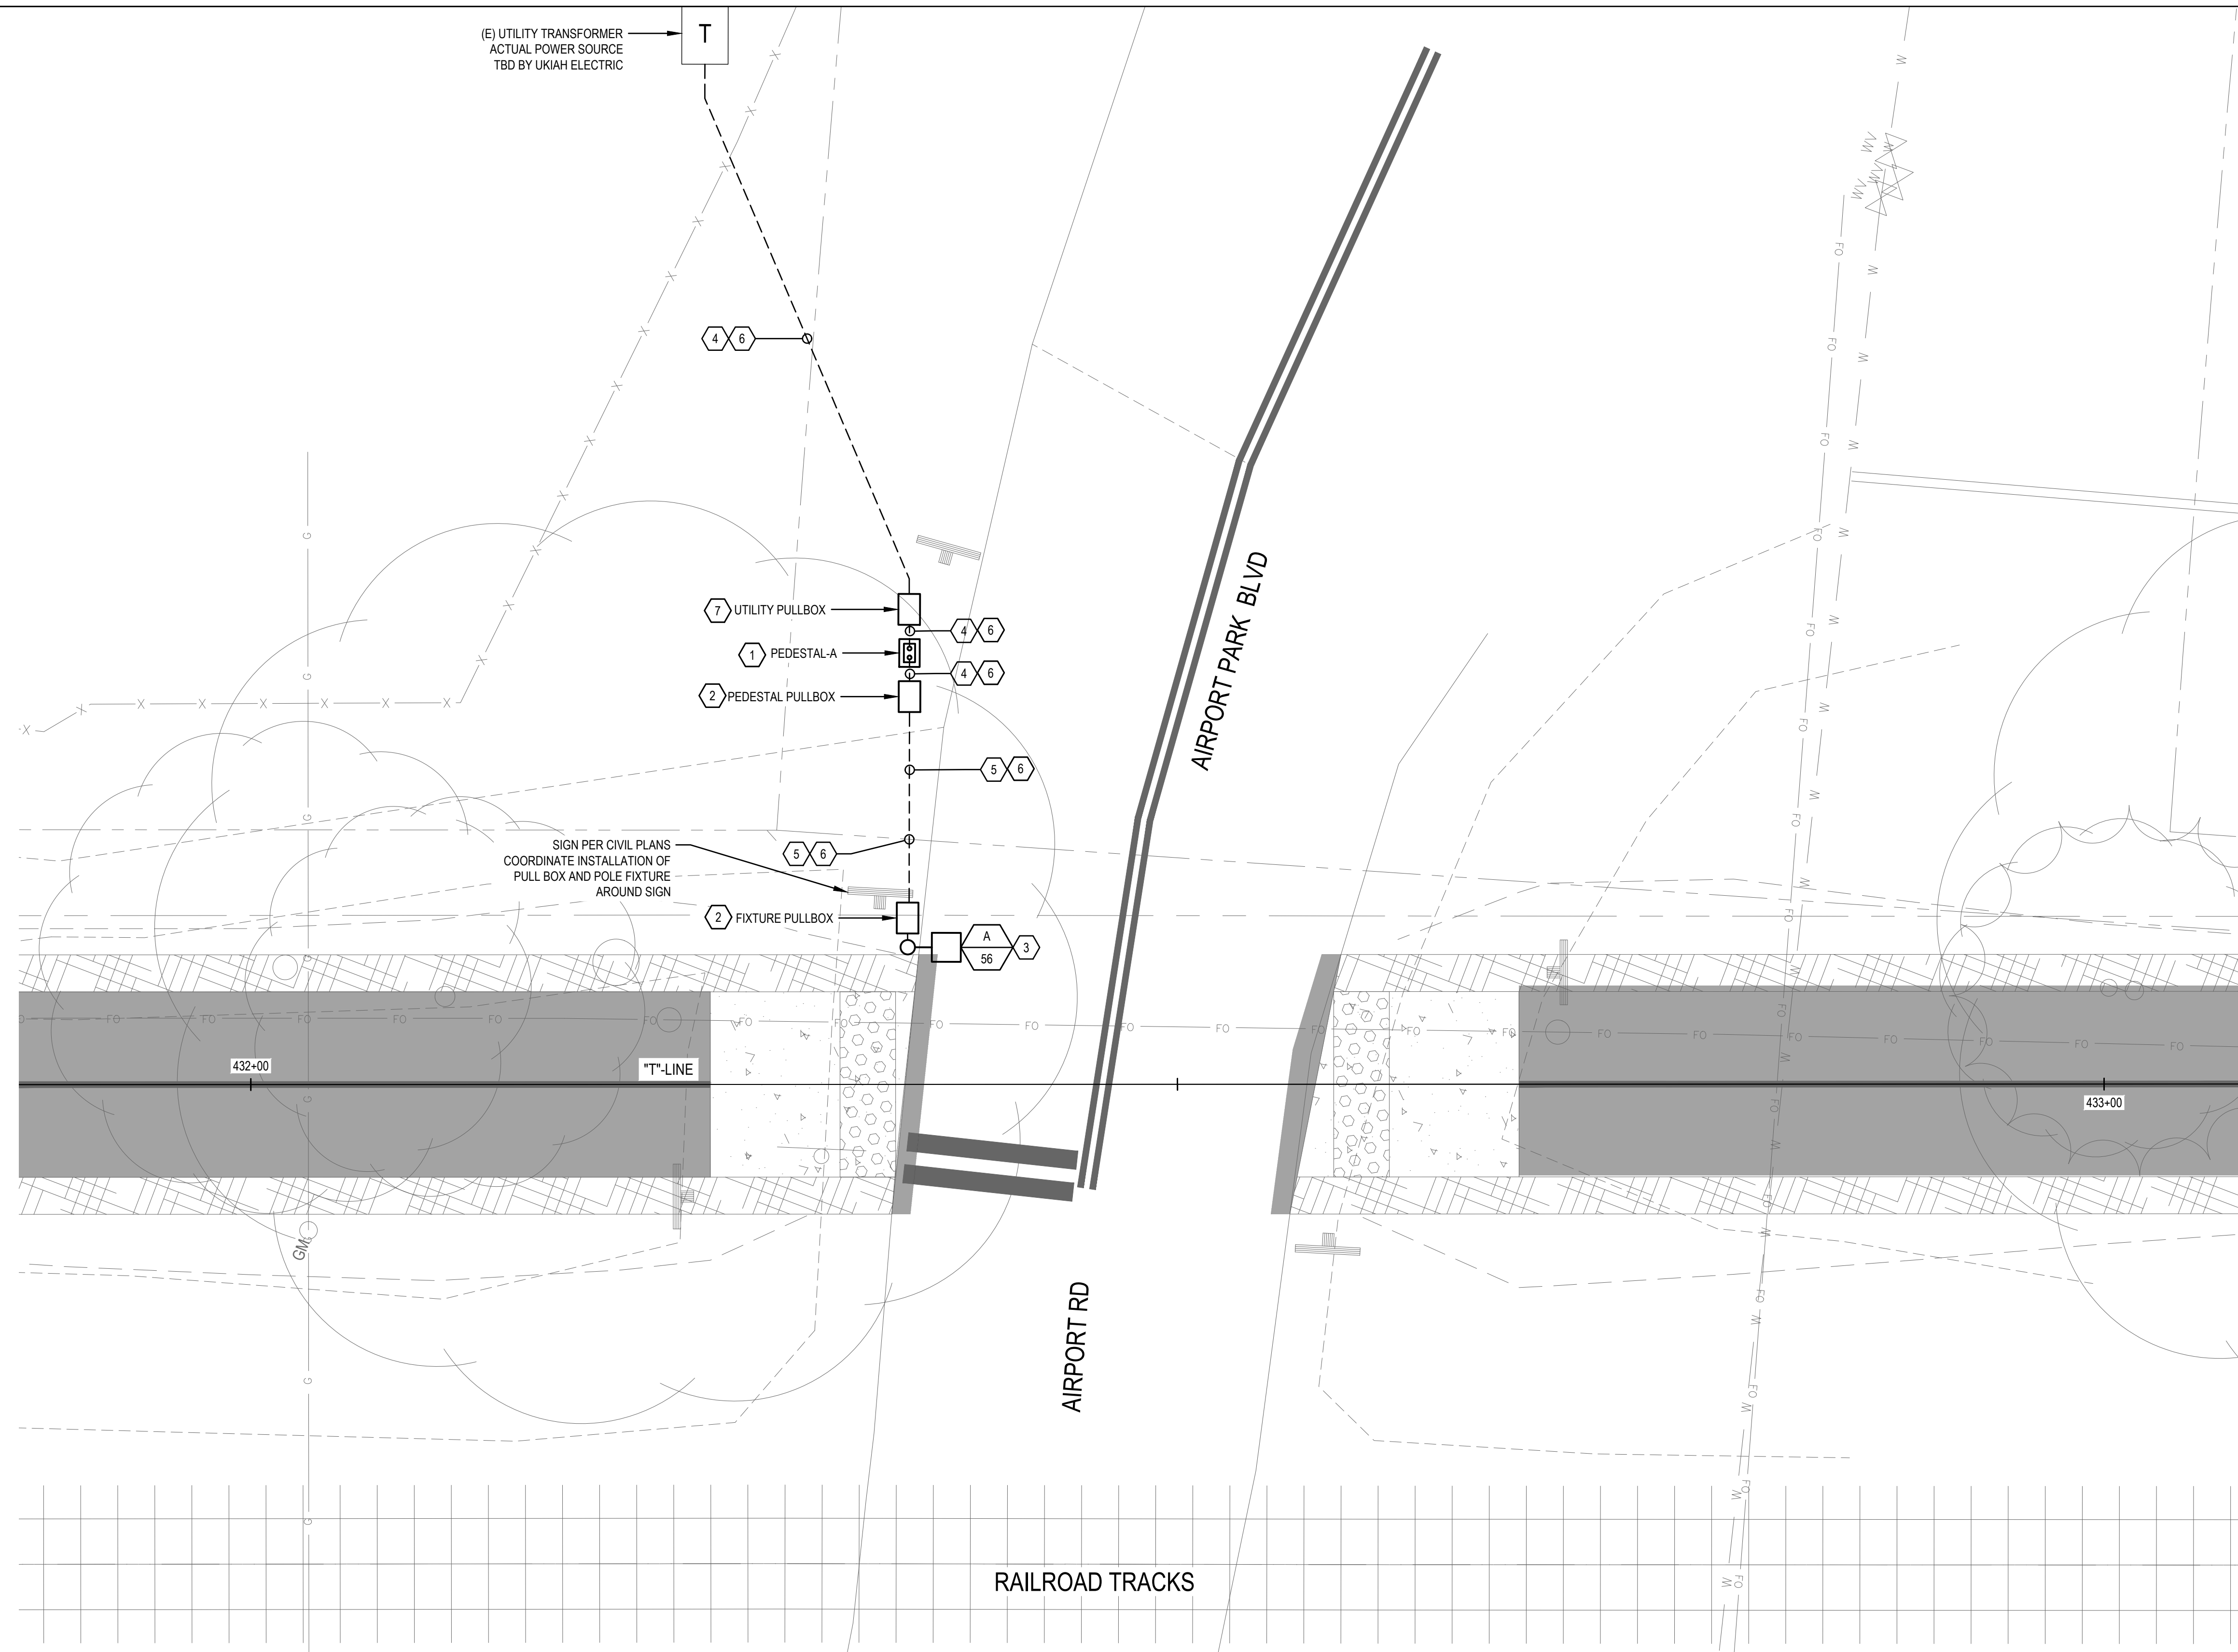 (E) UTILITY TRANSFORMER
ACTUAL POWER SOURCE
TBD BY UKIAH ELECTRIC
T
4 6
7 UTILITY PULLBOX
4 6
1 PEDESTAL-A
4 6
2 PEDESTAL PULLBOX
5 6
AIRPORT PARK BLVD
SIGN PER CIVIL PLANS
COORDINATE INSTALLATION OF
PULL BOX AND POLE FIXTURE
AROUND SIGN
5 6
2 FIXTURE PULLBOX
A
56
3
432+00
"T"-LINE
433+00
GM
AIRPORT RD
RAILROAD TRACKS
X
G
FO
W
WV